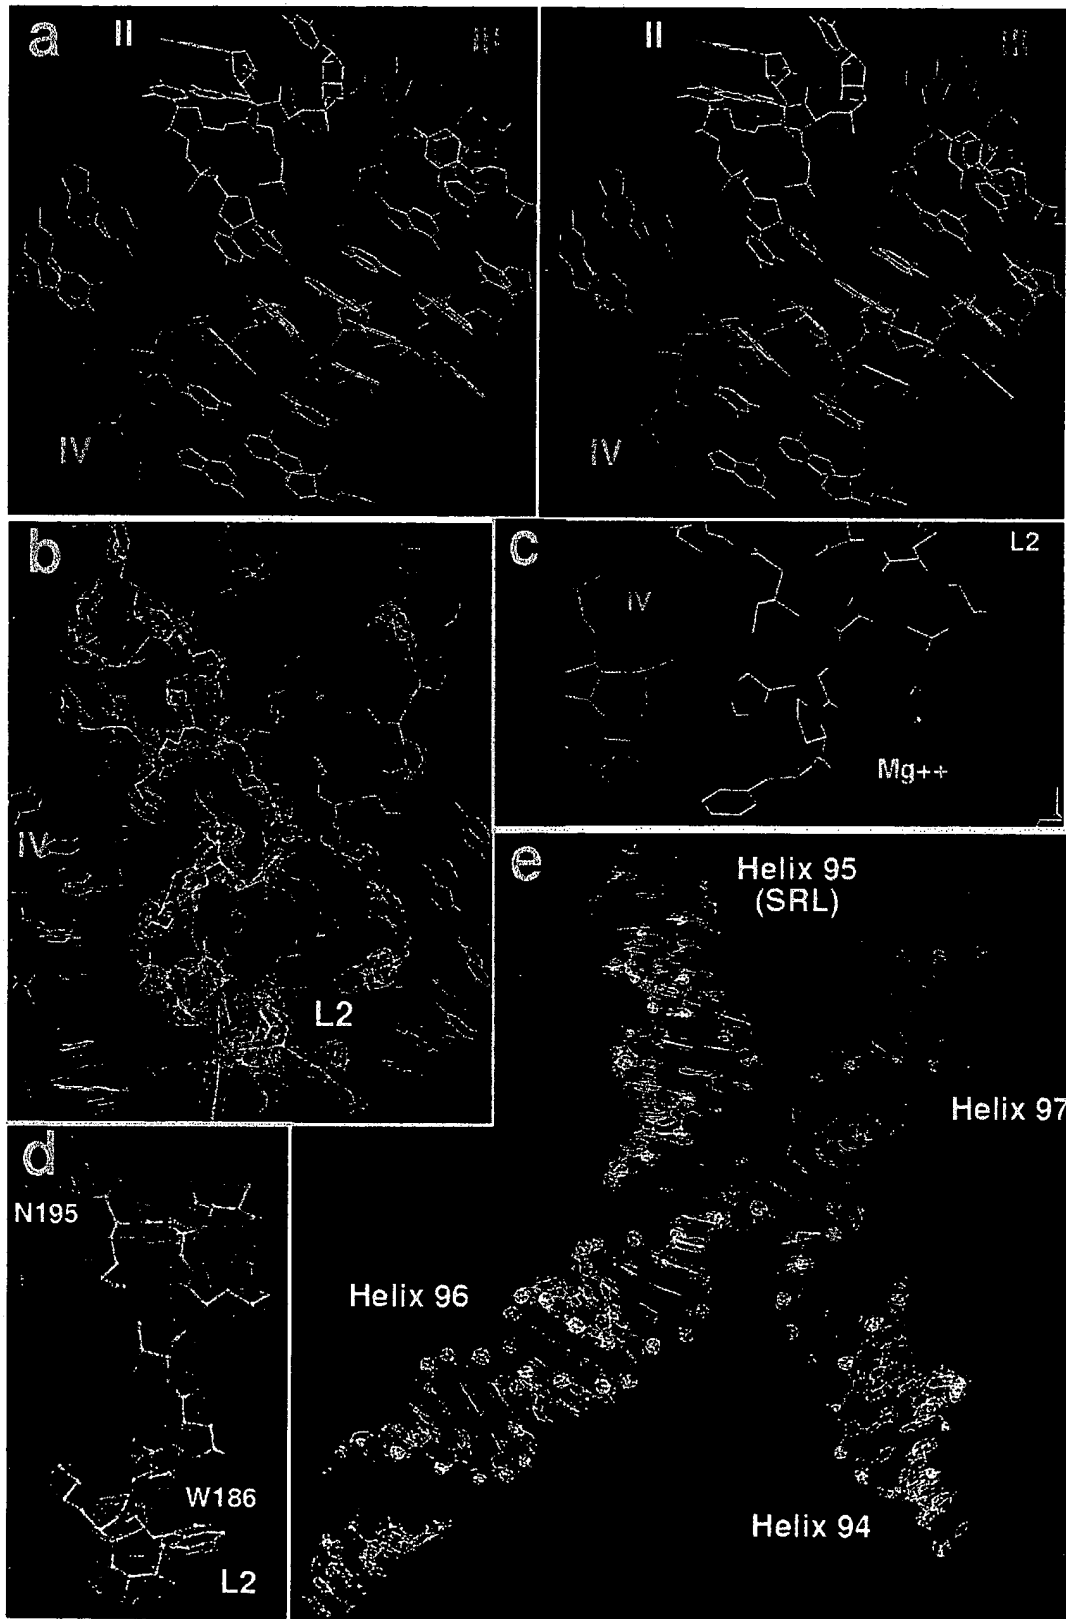 a
II
III
II
III
IV
IV
b
IV
L2
c
L2
IV
Mg++
d
N195
W186
L2
e
Helix 95
(SRL)
Helix 97
Helix 96
Helix 94